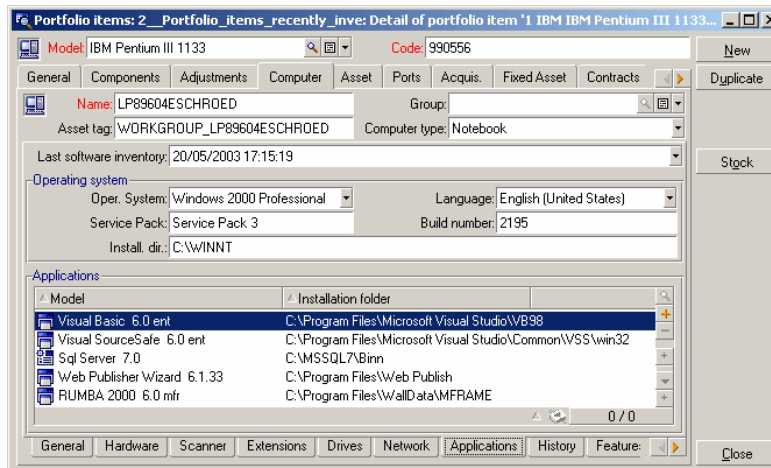 Portfolio items: 2__Portfolio_items_recently_inve: Detail of portfolio item '1 IBM IBM Pentium III 1133...
Model: IBM Pentium III 1133 Code: 990556 New
General Components Adjustments Computer Asset Ports Acquis. Fixed Asset Contracts Duplicate
Name: LP89604ESCHROED Group:
Asset tag: WORKGROUP_LP89604ESCHROED Computer type: Notebook
Last software inventory: 20/05/2003 17:15:19 Stock
Operating system
Oper. System: Windows 2000 Professional Language: English (United States)
Service Pack: Service Pack 3 Build number: 2195
Install. dir.: C:\WINNT
Applications
Model Installation folder
Visual Basic 6.0 ent C:\Program Files\Microsoft Visual Studio\VB98
Visual SourceSafe 6.0 ent C:\Program Files\Microsoft Visual Studio\Common\VSS\win32
Sql Server 7.0 C:\MSSQL7\Binn
Web Publisher Wizard 6.1.33 C:\Program Files\Web Publish
RUMBA 2000 6.0 mfr C:\Program Files\WallData\MFRAME
0 / 0
General Hardware Scanner Extensions Drives Network Applications History Feature: Close